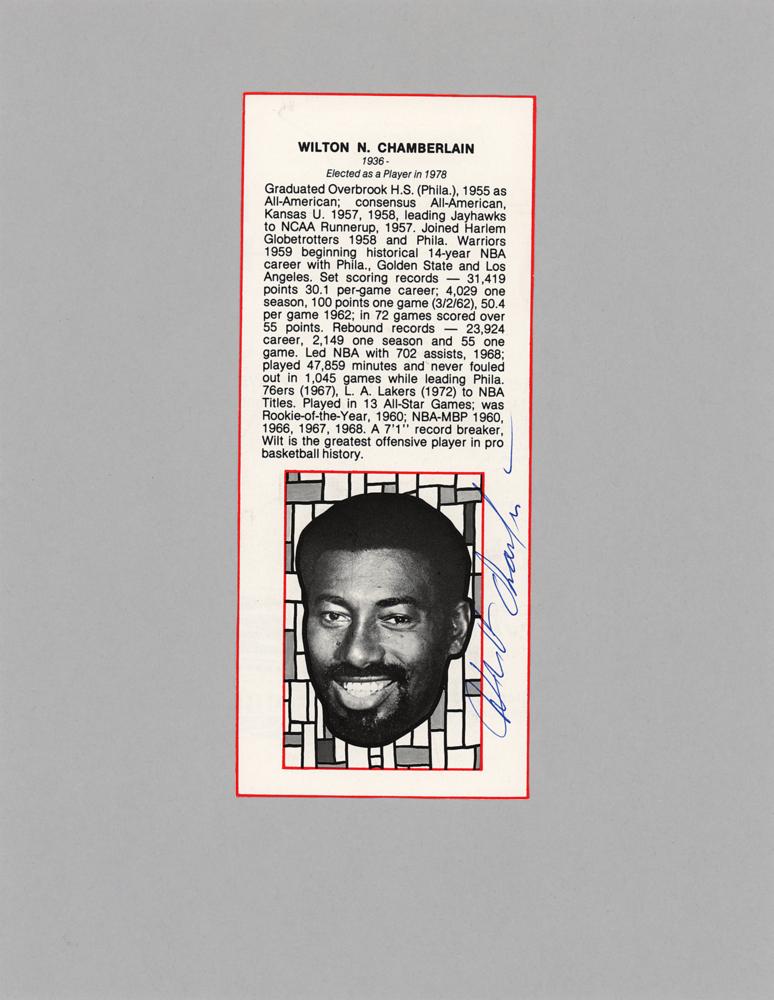 WILTON N. CHAMBERLAIN
1936-
Elected as a Player in 1978
Graduated Overbrook H.S. (Phila.), 1955 as
All-American; consensus All-American,
Kansas U. 1957, 1958, leading Jayhawks
to NCAA Runnerup, 1957. Joined Harlem
Globetrotters 1958 and Phila. Warriors
1959 beginning historical 14-year NBA
career with Phila., Golden State and Los
Angeles. Set scoring records — 31,419
points 30.1 per-game career; 4,029 one
season, 100 points one game (3/2/62), 50.4
per game 1962; in 72 games scored over
55 points. Rebound records — 23,924
career, 2,149 one season and 55 one
game. Led NBA with 702 assists, 1968;
played 47,859 minutes and never fouled
out in 1,045 games while leading Phila.
76ers (1967), L. A. Lakers (1972) to NBA
Titles. Played in 13 All-Star Games; was
Rookie-of-the-Year, 1960; NBA-MBP 1960,
1966, 1967, 1968. A 7'1'' record breaker,
Wilt is the greatest offensive player in pro
basketball history.